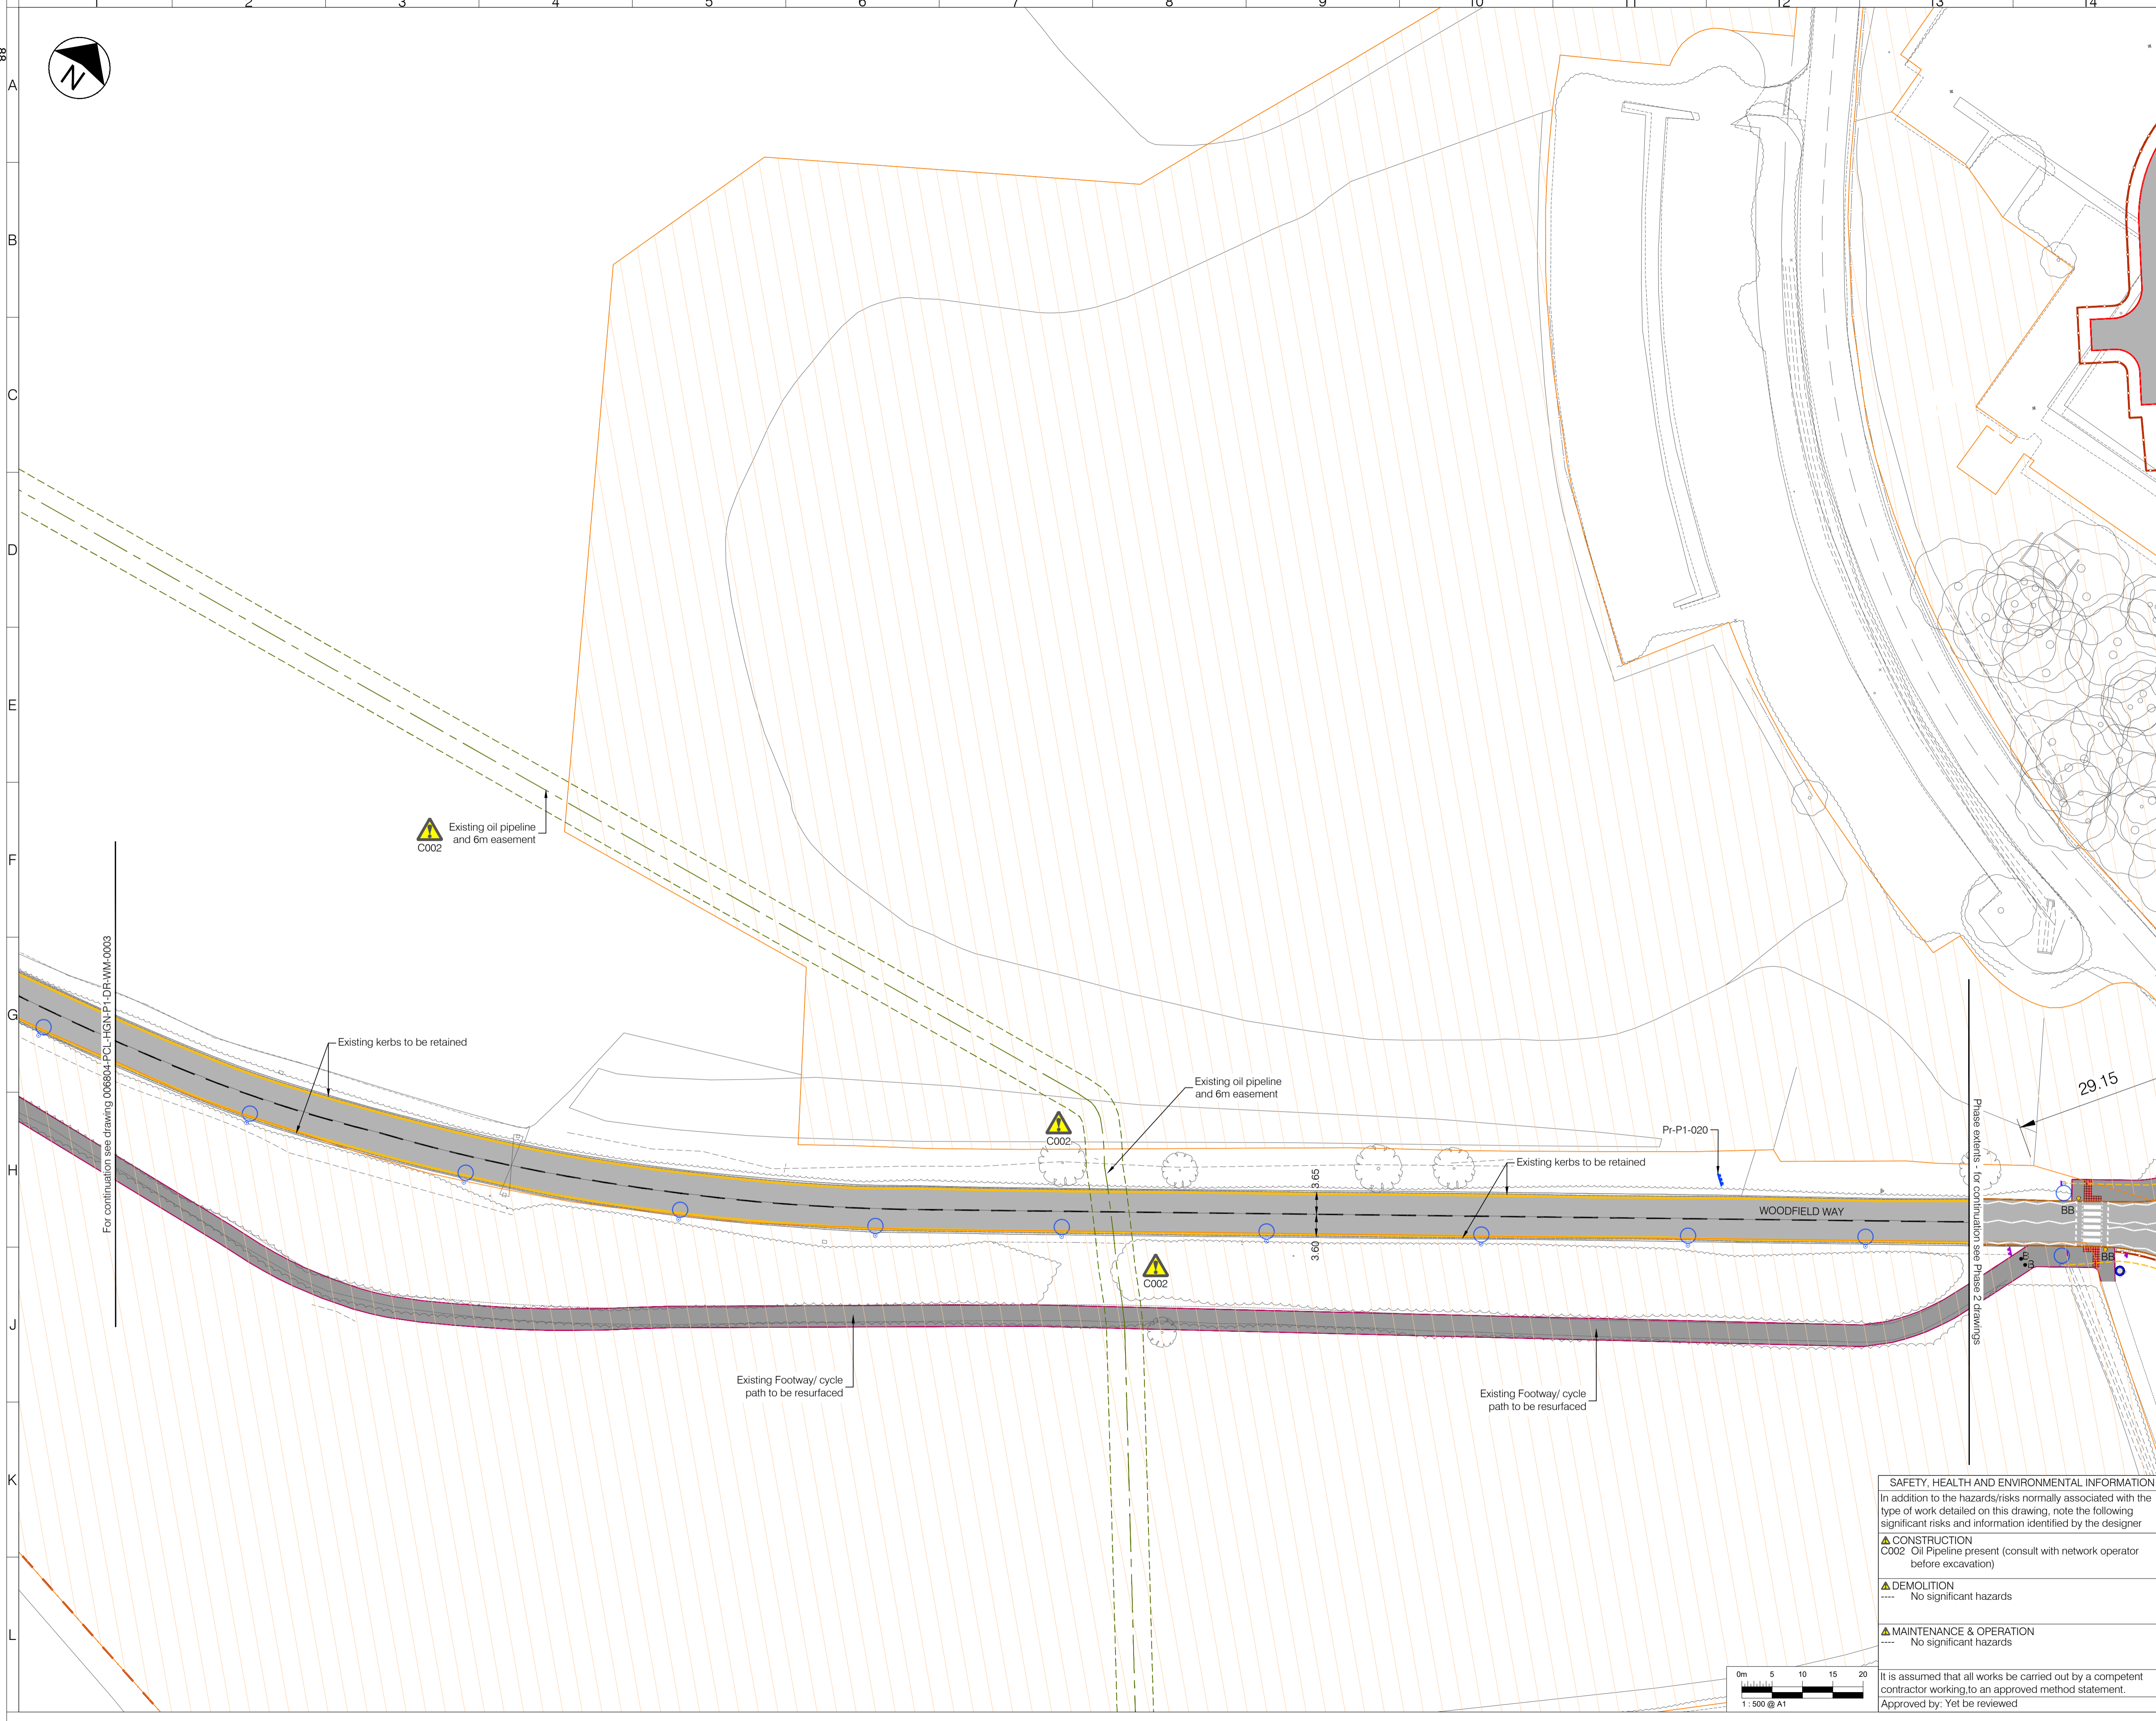 2
3
4
5
6
7
8
9
10
11
12
13
14
88
A
B
C
D
E
F
G
H
J
K
L
N
C002
Existing oil pipeline
and 6m easement
For continuation see drawing 006804-PCL-HGN-P1-DR-WM-0003
Existing kerbs to be retained
Existing oil pipeline
and 6m easement
C002
Pr-P1-020
Existing kerbs to be retained
3.65
3.60
WOODFIELD WAY
C002
29.15
Phase extents - for continuation see Phase 2 drawings
BB
BB
B
B
Existing Footway/ cycle
path to be resurfaced
Existing Footway/ cycle
path to be resurfaced
SAFETY, HEALTH AND ENVIRONMENTAL INFORMATION
In addition to the hazards/risks normally associated with the
type of work detailed on this drawing, note the following
significant risks and information identified by the designer
CONSTRUCTION
C002 Oil Pipeline present (consult with network operator
before excavation)
DEMOLITION
---- No significant hazards
MAINTENANCE & OPERATION
---- No significant hazards
It is assumed that all works be carried out by a competent
contractor working,to an approved method statement.
Approved by: Yet be reviewed
0m 5 10 15 20
1 : 500 @ A1